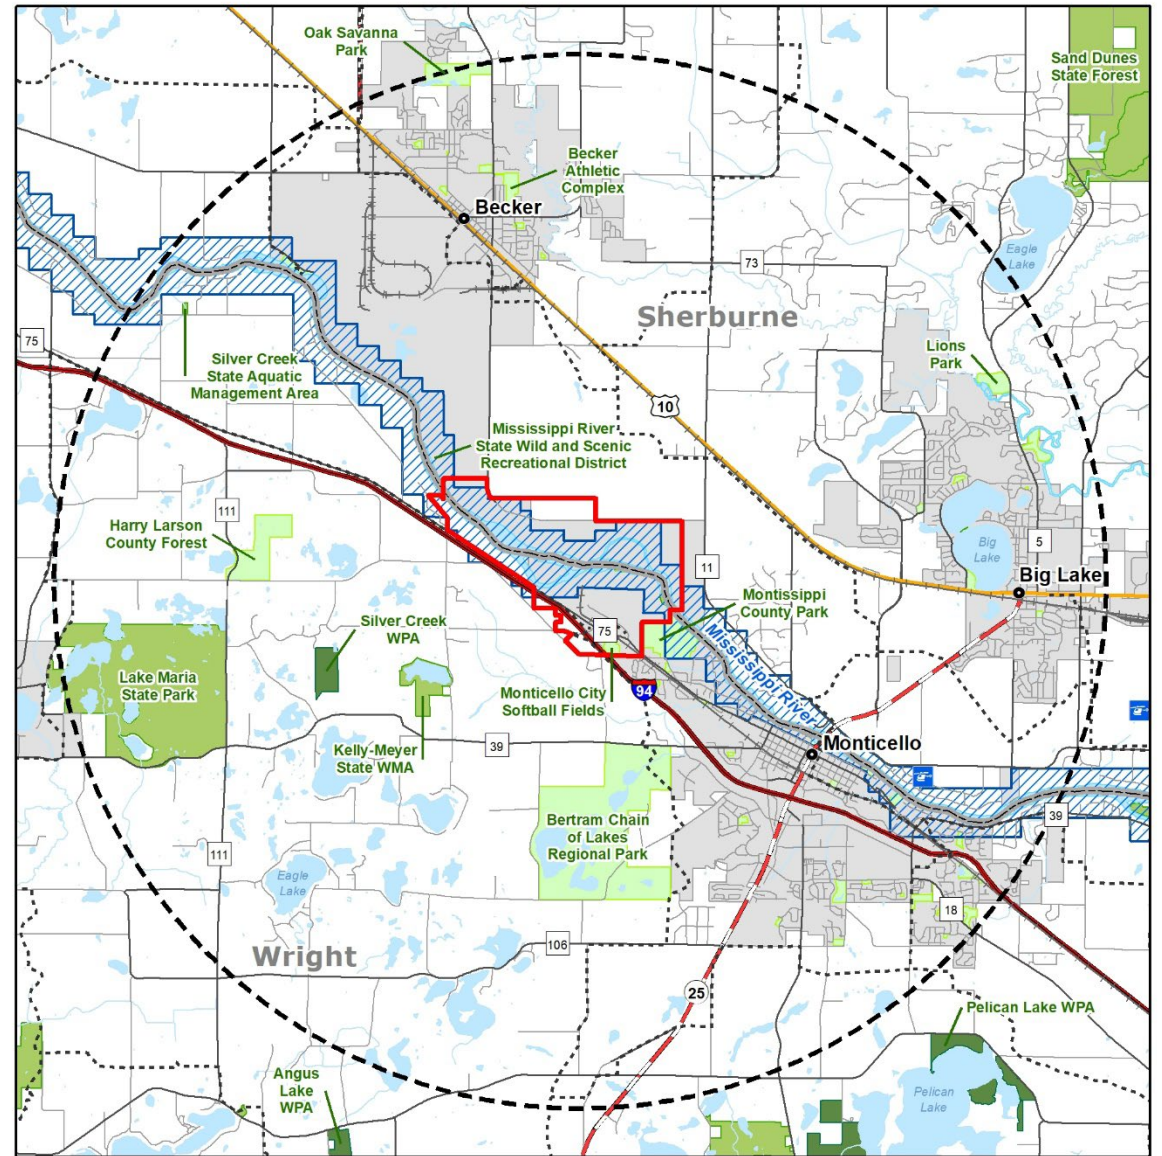 Oak Savanna
Park
Sand Dunes
State Forest
Becker
Athletic
Complex
Becker
Eagle
Lake
73
Sherburne
75
Silver Creek
State Aquatic
Management Area
Lions
Park
10
Mississippi River
State Wild and Scenic
Recreational District
111
Harry Larson
County Forest
Big
Lake
5
11
Big Lake
Montissippi
County Park
Silver Creek
WPA
75
Mississippi River
Lake Maria
State Park
Monticello City
Softball Fields
94
Kelly-Meyer
State WMA
39
Monticello
Bertram Chain
of Lakes
Regional Park
39
111
Eagle
Lake
18
Wright
106
25
Pelican Lake WPA
Angus
Lake
WPA
Pelican
Lake